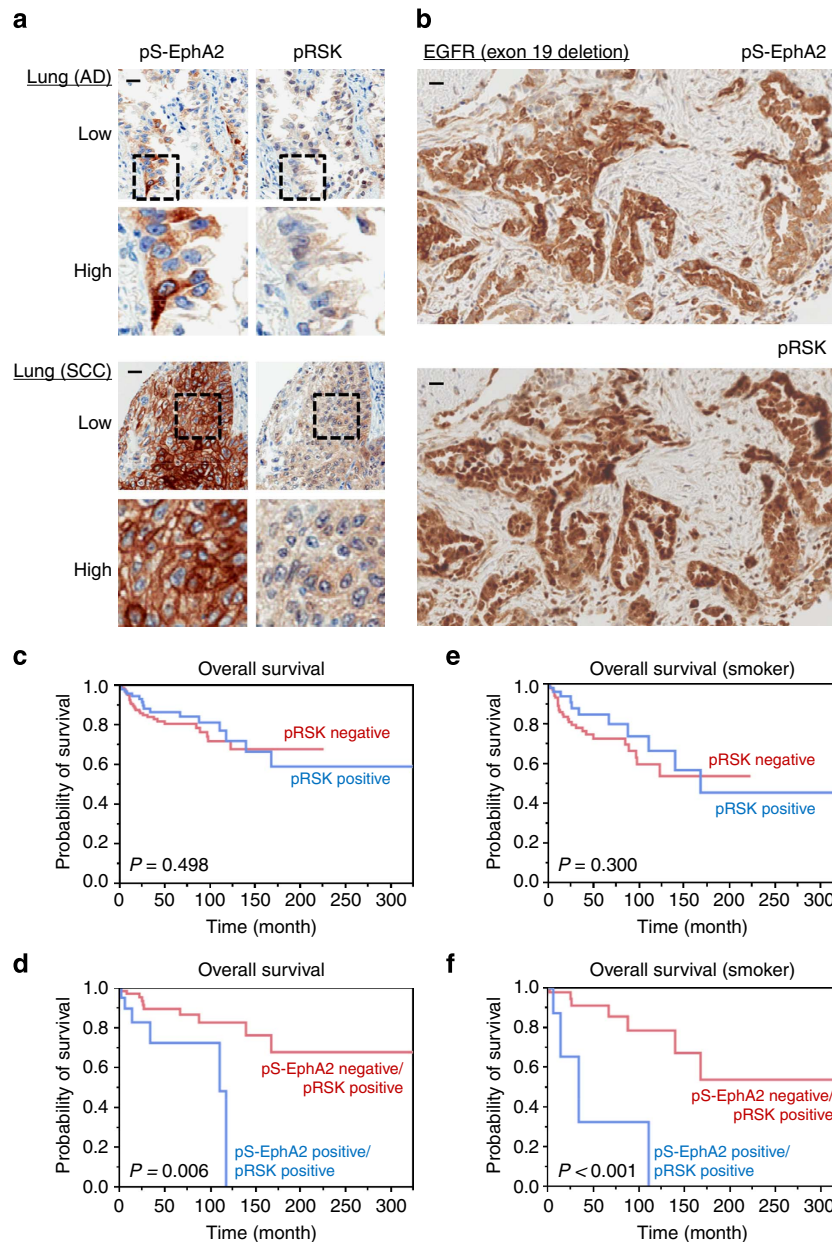 a
pS-EphA2 pRSK
Lung (AD)
Low
High
Lung (SCC)
Low
High
b
EGFR (exon 19 deletion) pS-EphA2
pRSK
c
Overall survival
Probability of survival
1.0
0.8
0.6
0.4
0.2
0.0
pRSK negative
pRSK positive
P = 0.498
0 50 100 150 200 250 300
Time (month)
e
Overall survival (smoker)
Probability of survival
1.0
0.8
0.6
0.4
0.2
0.0
pRSK negative
pRSK positive
P = 0.300
0 50 100 150 200 250 300
Time (month)
d
Overall survival
Probability of survival
1.0
0.8
0.6
0.4
0.2
0.0
pS-EphA2 negative/
pRSK positive
pS-EphA2 positive/
pRSK positive
P = 0.006
0 50 100 150 200 250 300
Time (month)
f
Overall survival (smoker)
Probability of survival
1.0
0.8
0.6
0.4
0.2
0.0
pS-EphA2 negative/
pRSK positive
pS-EphA2 positive/
pRSK positive
P < 0.001
0 50 100 150 200 250 300
Time (month)